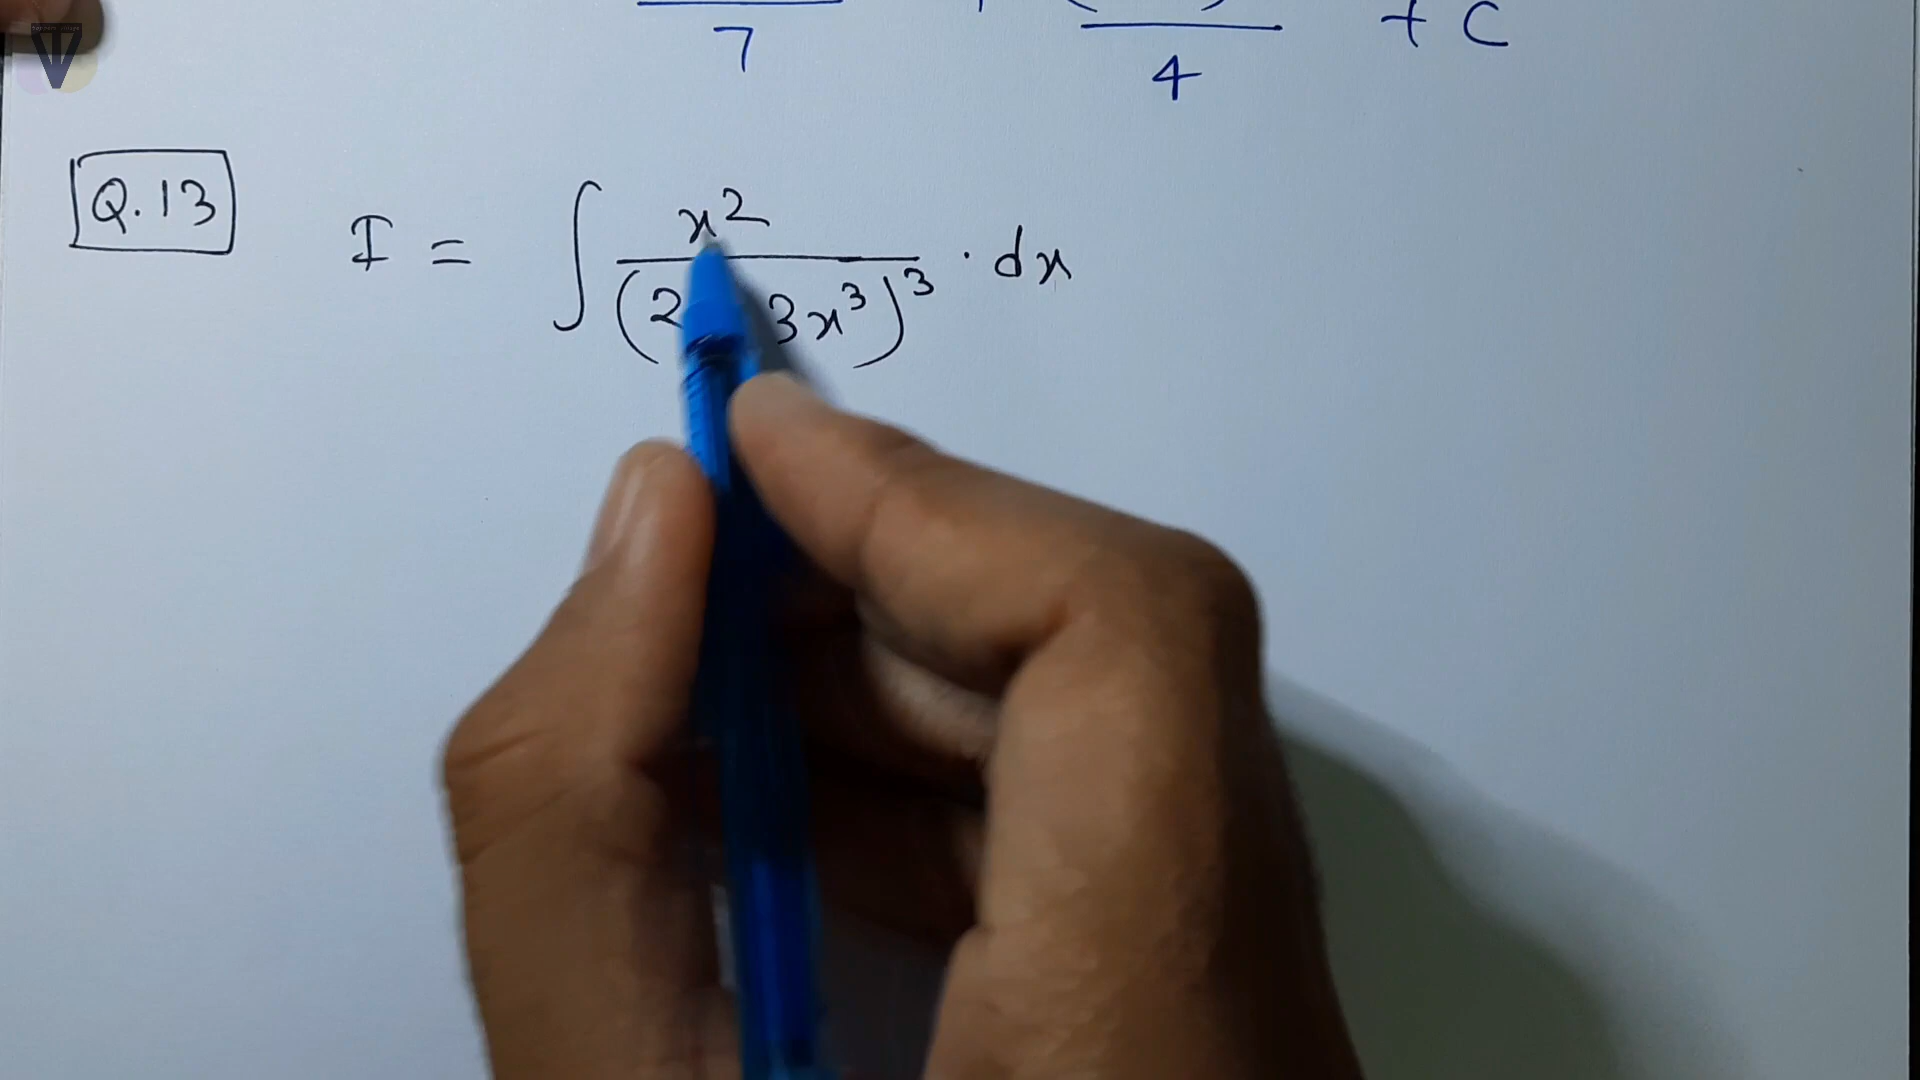 7 4 + C
Q.13 I = ∫ x² / (2 3x³)³ . dx